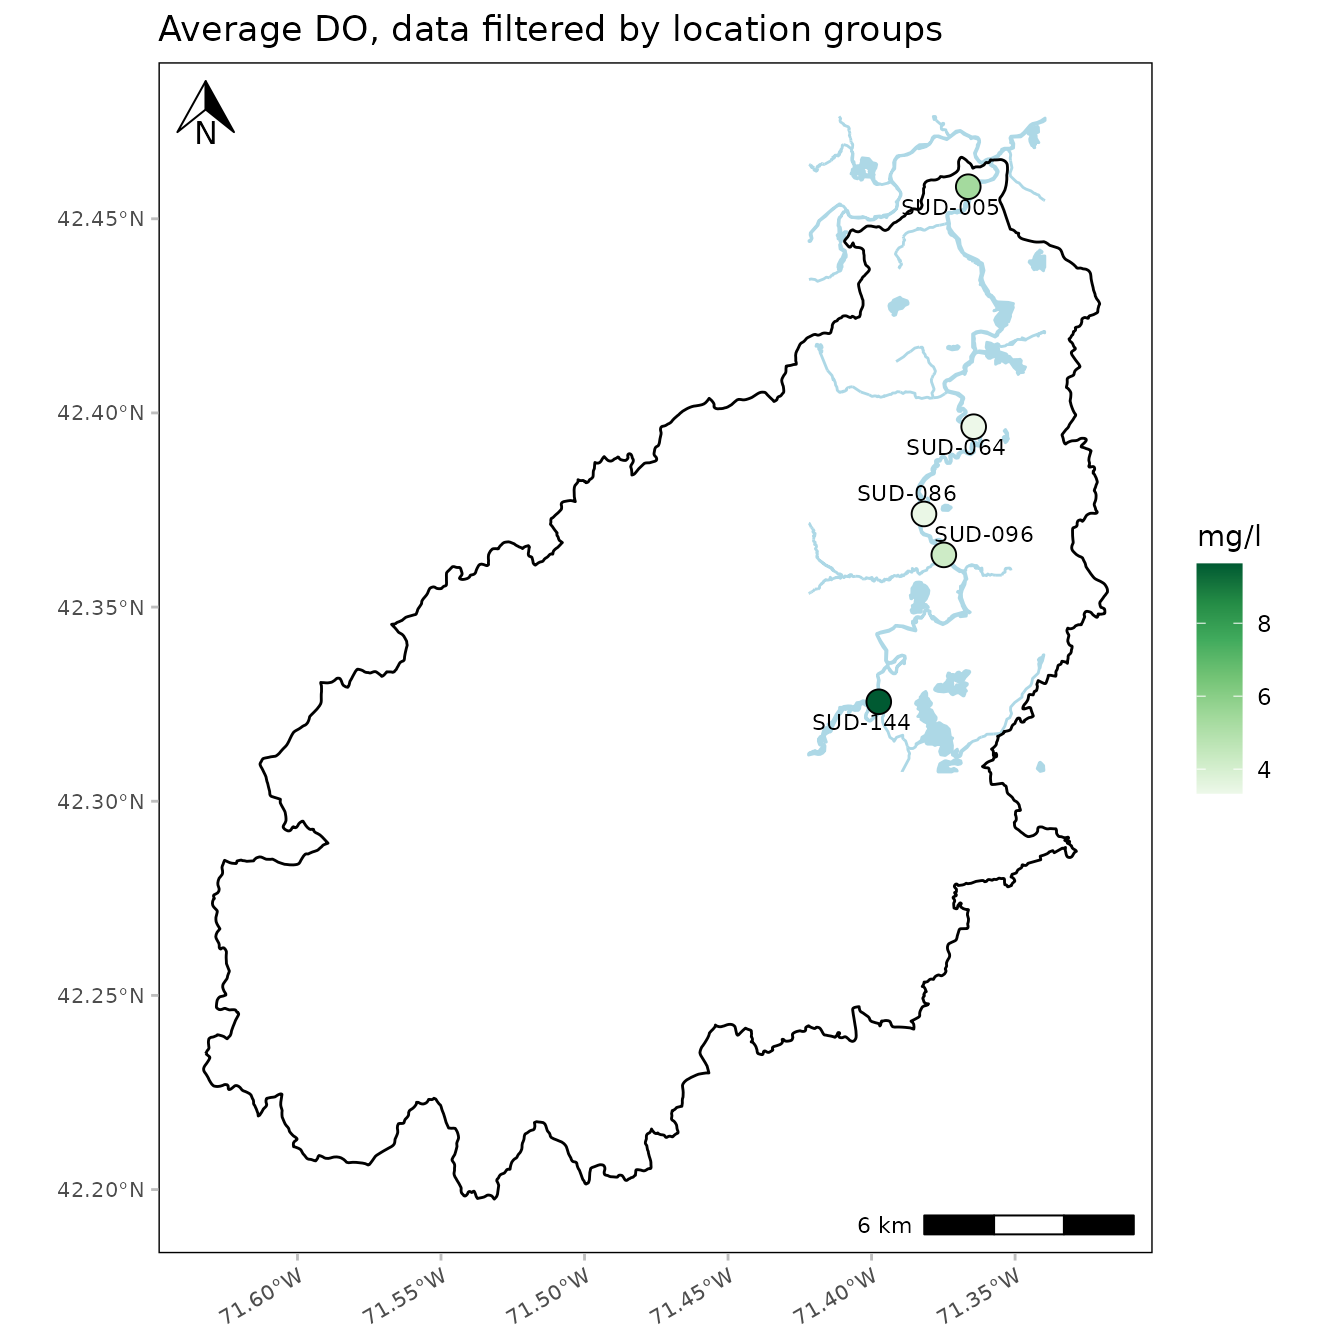 Average DO, data filtered by location groups
N
42.45°N
42.40°N
42.35°N
42.30°N
42.25°N
42.20°N
SUD-005
SUD-064
SUD-086
SUD-096
SUD-144
6 km
71.60°W
71.55°W
71.50°W
71.45°W
71.40°W
71.35°W
mg/l
8
6
4